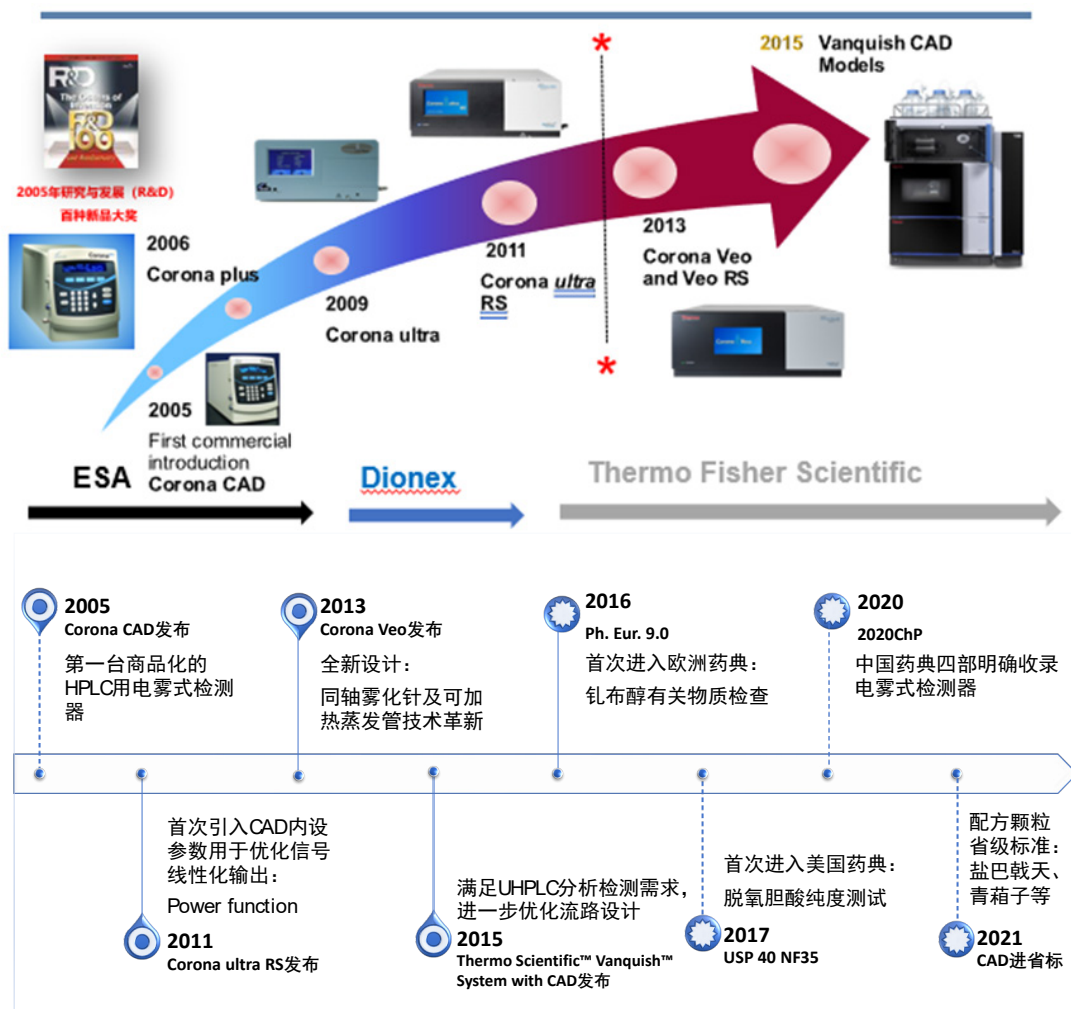 2015 Vanquish CAD
Models
R&D
100
2005年研究与发展（R&D）
百种新品大奖
2006
Corona plus
2009
Corona ultra
2011
Corona ultra
RS
2013
Corona Veo
and Veo RS
2005
First commercial
introduction
Corona CAD
ESA
Dionex
Thermo Fisher Scientific
2005
Corona CAD发布
第一台商品化的
HPLC用电雾式检测
器
2013
Corona Veo发布
全新设计：
同轴雾化针及可加
热蒸发管技术革新
2016
Ph. Eur. 9.0
首次进入欧洲药典：
钆布醇有关物质检查
2020
2020ChP
中国药典四部明确收录
电雾式检测器
首次引入CAD内设
参数用于优化信号
线性化输出：
Power function
2011
Corona ultra RS发布
满足UHPLC分析检测需求，
进一步优化流路设计
2015
Thermo Scientific™ Vanquish™
System with CAD发布
首次进入美国药典：
脱氧胆酸纯度测试
2017
USP 40 NF35
配方颗粒
省级标准：
盐巴戟天、
青葙子等
2021
CAD进省标